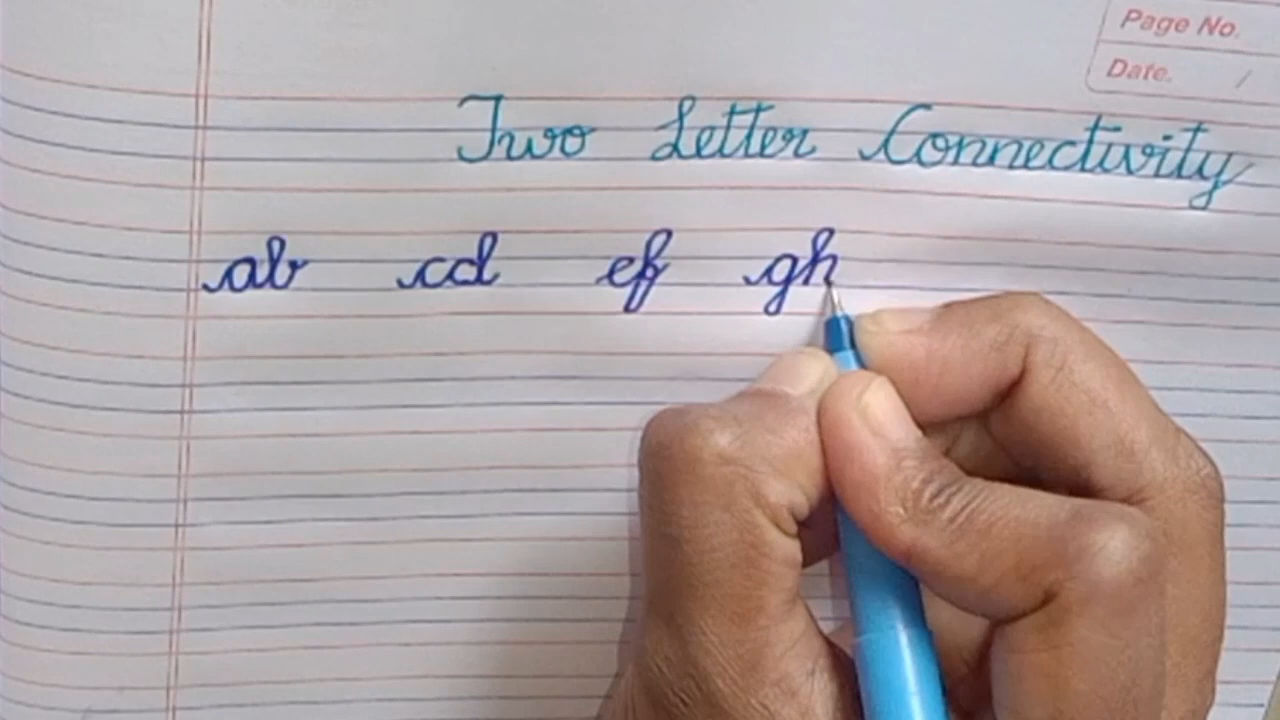 Page No.
Date. /
Two Letter Connectivity
ab cd ef gh